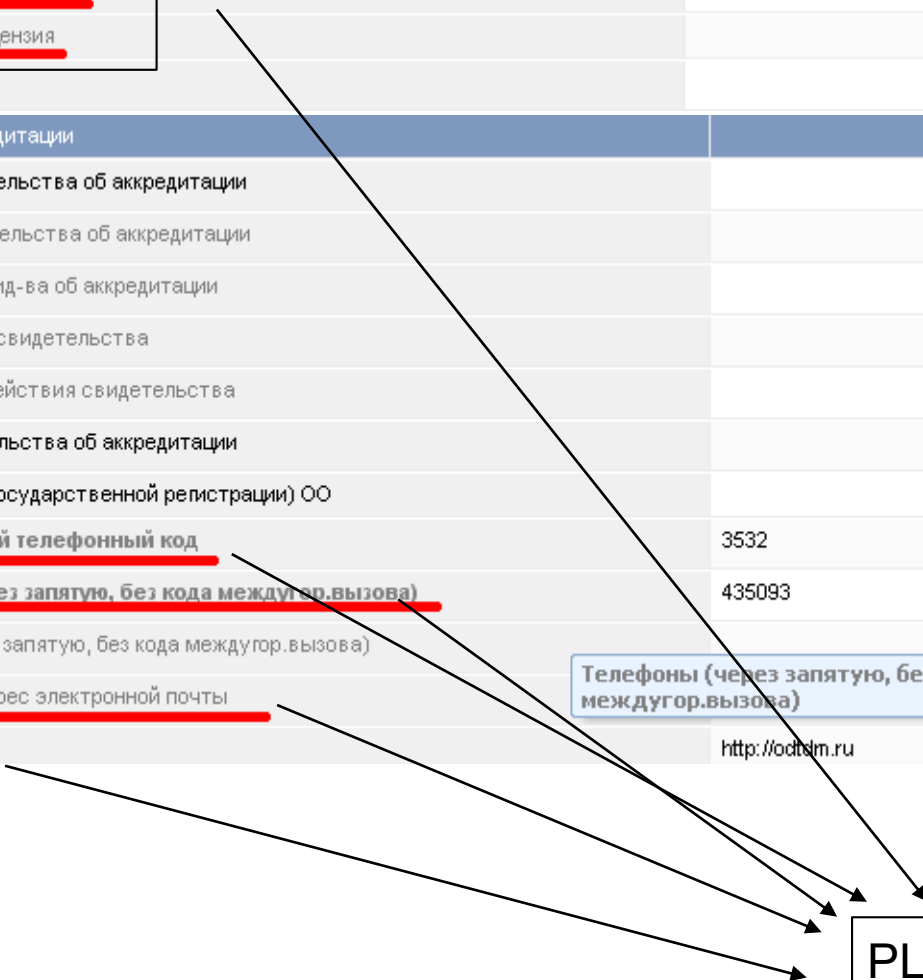 ензия
дитации
ельства об аккредитации
ельства об аккредитации
ид-ва об аккредитации
свидетельства
ействия свидетельства
льства об аккредитации
осударственной регистрации) ОО
й телефонный код 3532
ез запятую, без кода междугор.вызова) 435093
запятую, без кода междугор.вызова)
Телефоны (через запятую, бе
междугор.вызова)
рес электронной почты
http://odtdm.ru
PL